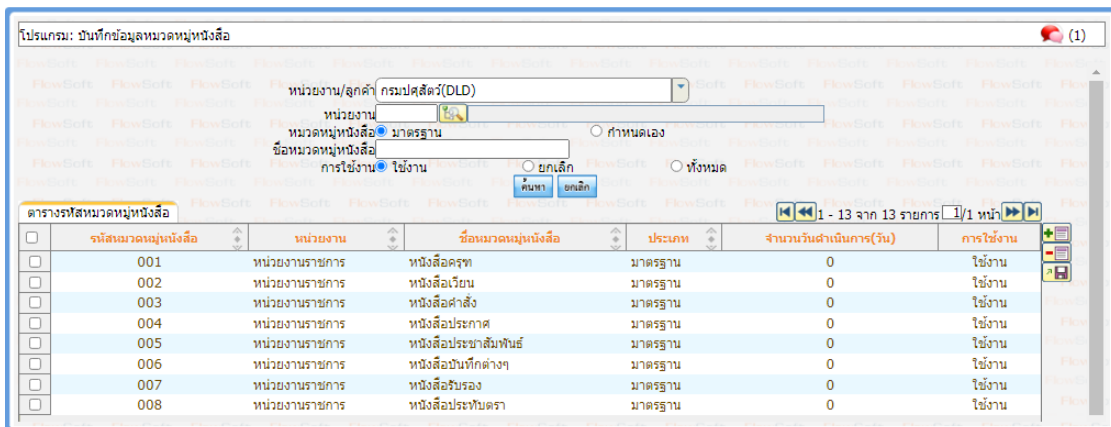 โปรแกรม: บันทึกข้อมูลหมวดหมู่หนังสือ (1)
หน่วยงาน/ลูกค้า กรมปศุสัตว์(DLD)
หน่วยงาน
หมวดหมู่หนังสือ มาตรฐาน กำหนดเอง
ชื่อหมวดหมู่หนังสือ
การใช้งาน ใช้งาน ยกเลิก ทั้งหมด
ค้นหา ยกเลิก
ตารางรหัสหมวดหมู่หนังสือ 1 - 13 จาก 13 รายการ 1/1 หน้า
รหัสหมวดหมู่หนังสือ หน่วยงาน ชื่อหมวดหมู่หนังสือ ประเภท จำนวนวันดำเนินการ(วัน) การใช้งาน
001 หน่วยงานราชการ หนังสือครุฑ มาตรฐาน 0 ใช้งาน
002 หน่วยงานราชการ หนังสือเวียน มาตรฐาน 0 ใช้งาน
003 หน่วยงานราชการ หนังสือคำสั่ง มาตรฐาน 0 ใช้งาน
004 หน่วยงานราชการ หนังสือประกาศ มาตรฐาน 0 ใช้งาน
005 หน่วยงานราชการ หนังสือประชาสัมพันธ์ มาตรฐาน 0 ใช้งาน
006 หน่วยงานราชการ หนังสือบันทึกต่างๆ มาตรฐาน 0 ใช้งาน
007 หน่วยงานราชการ หนังสือรับรอง มาตรฐาน 0 ใช้งาน
008 หน่วยงานราชการ หนังสือประทับตรา มาตรฐาน 0 ใช้งาน